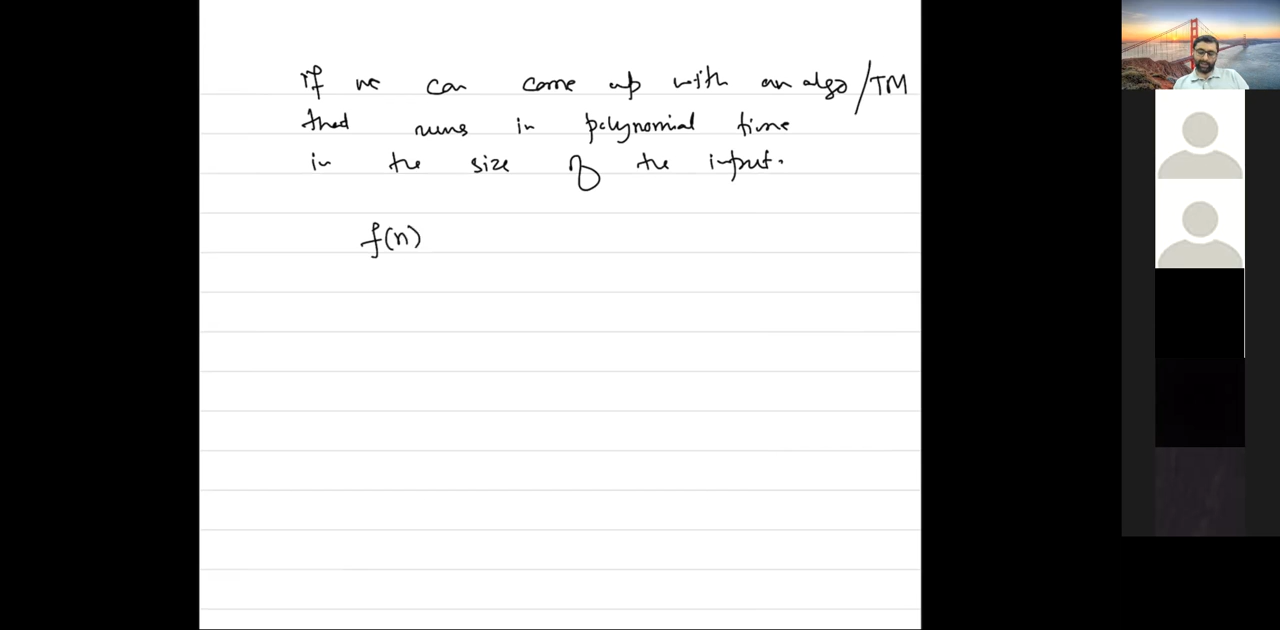 if we can come up with an algo/TM
that runs in polynomial time
in the size of the input.
f(n)